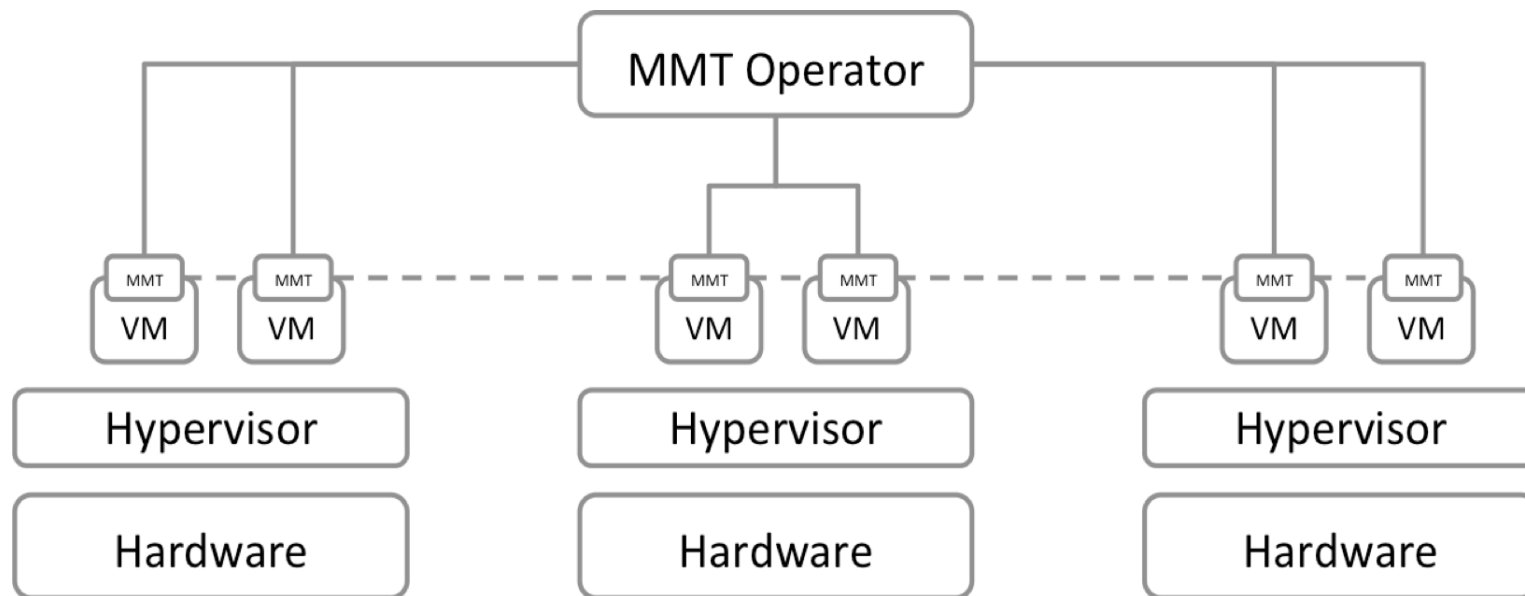 MMT Operator
MMT MMT MMT MMT MMT MMT
VM VM VM VM VM VM
Hypervisor Hypervisor Hypervisor
Hardware Hardware Hardware